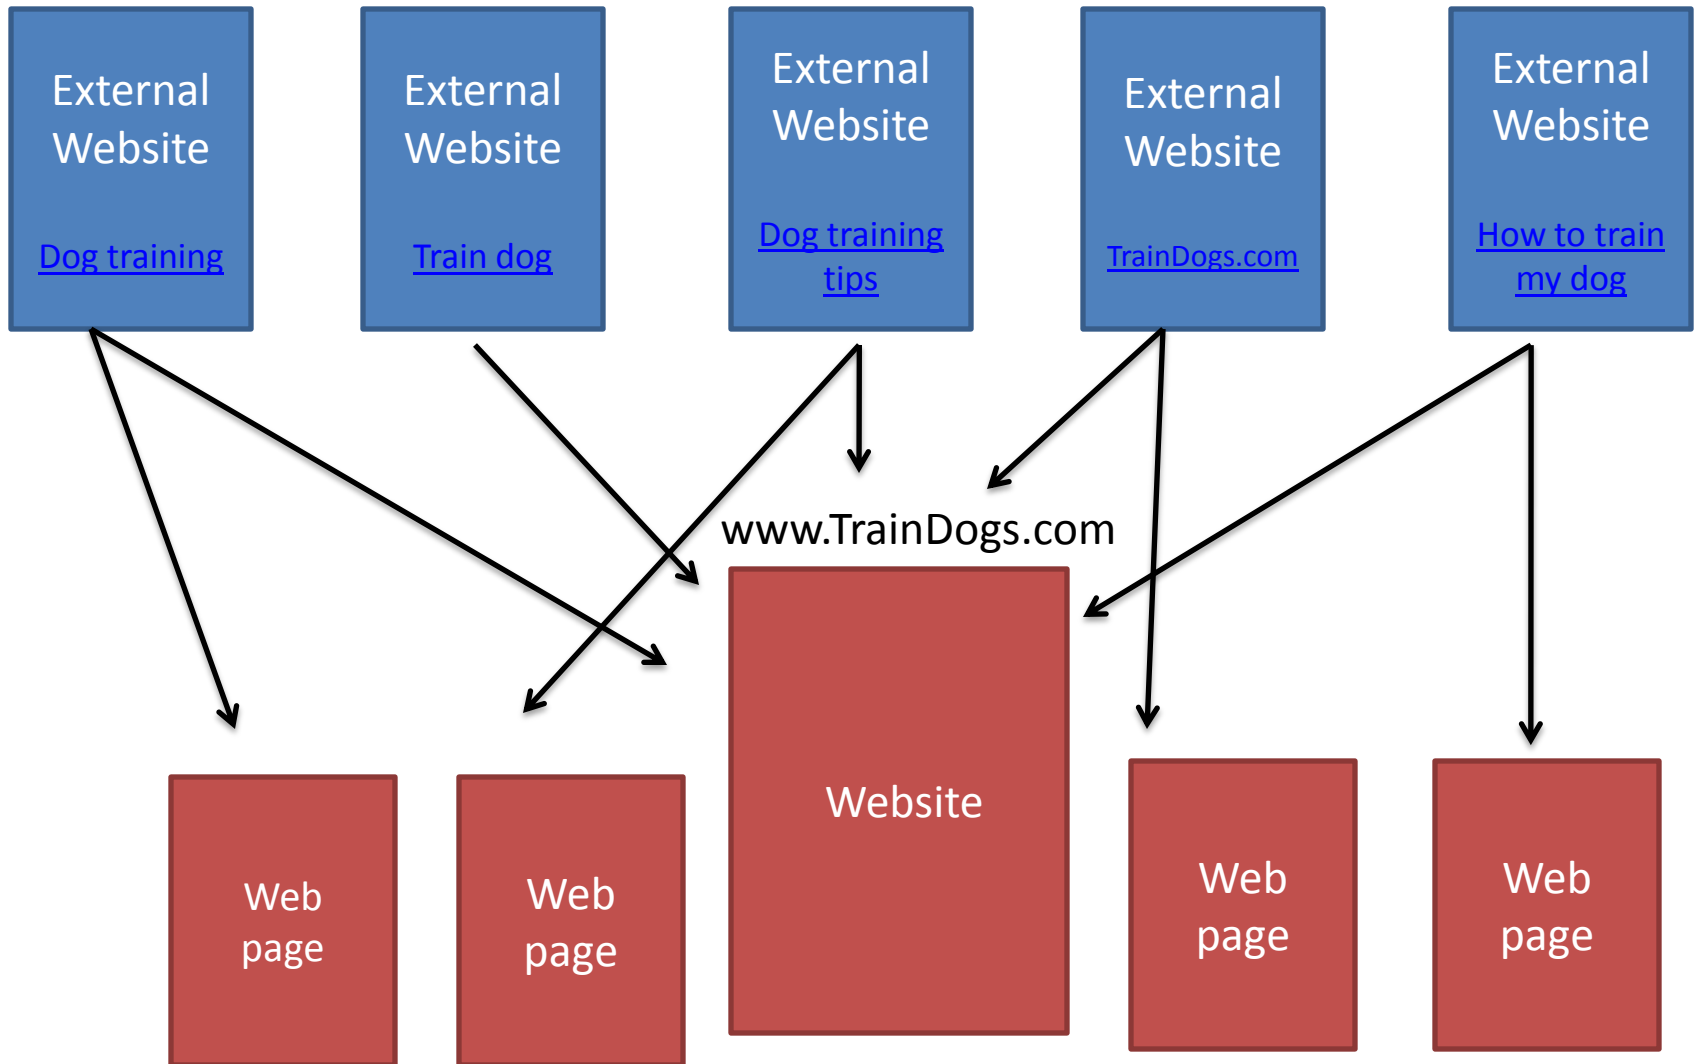 External
Website
Dog training
External
Website
Train dog
External
Website
Dog training
tips
External
Website
TrainDogs.com
External
Website
How to train
my dog
www.TrainDogs.com
Web
page
Web
page
Website
Web
page
Web
page